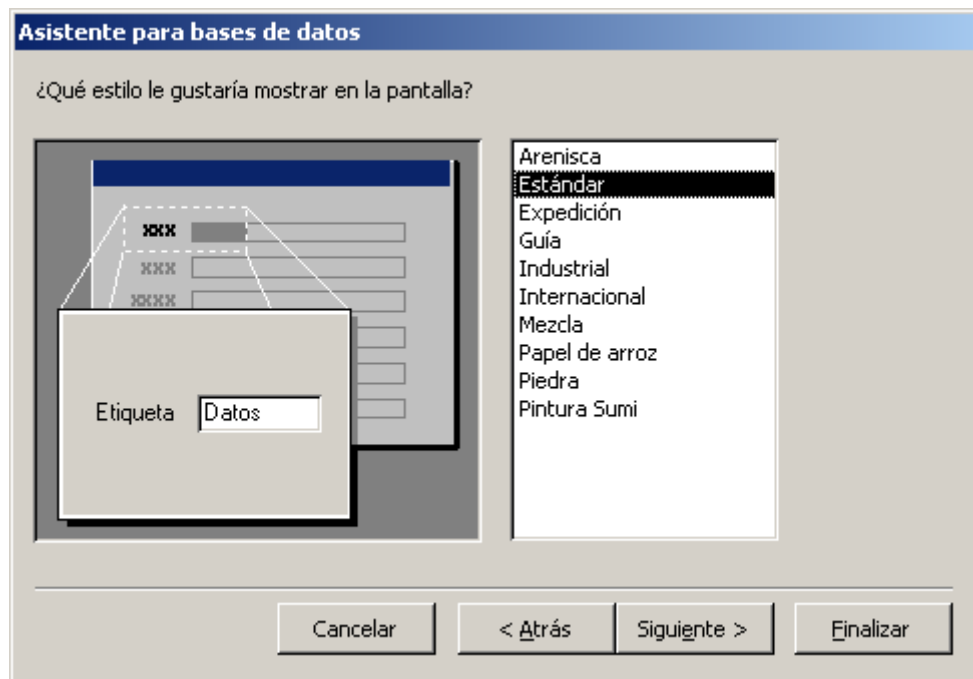 Asistente para bases de datos
¿Qué estilo le gustaría mostrar en la pantalla?
xxx
xxx
xxxx
Etiqueta Datos
Arenisca
Estándar
Expedición
Guía
Industrial
Internacional
Mezcla
Papel de arroz
Piedra
Pintura Sumi
Cancelar < Atrás Siguiente > Finalizar